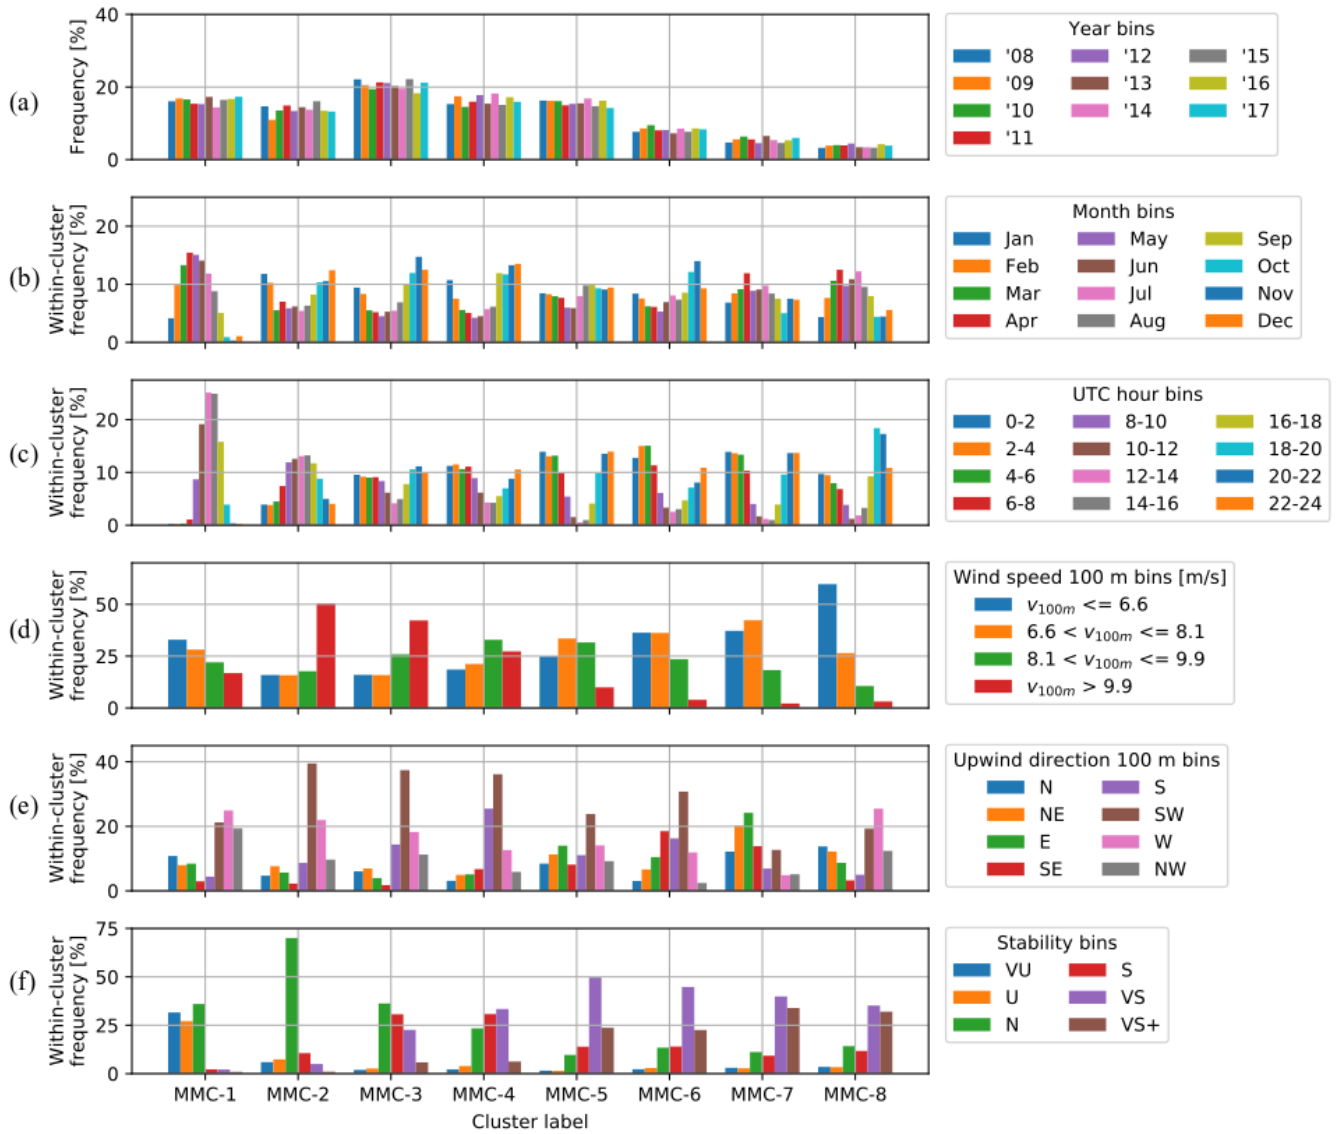 (a)
Frequency [%]
40
20
0
Year bins
'08 '12 '15
'09 '13 '16
'10 '14 '17
'11
(b)
Within-cluster
frequency [%]
20
10
0
Month bins
Jan May Sep
Feb Jun Oct
Mar Jul Nov
Apr Aug Dec
(c)
Within-cluster
frequency [%]
20
10
0
UTC hour bins
0-2 8-10 16-18
2-4 10-12 18-20
4-6 12-14 20-22
6-8 14-16 22-24
(d)
Within-cluster
frequency [%]
50
25
0
Wind speed 100 m bins [m/s]
v100m <= 6.6
6.6 < v100m <= 8.1
8.1 < v100m <= 9.9
v100m > 9.9
(e)
Within-cluster
frequency [%]
40
20
0
Upwind direction 100 m bins
N S
NE SW
E W
SE NW
(f)
Within-cluster
frequency [%]
75
50
25
0
Stability bins
VU S
U VS
N VS+
MMC-1 MMC-2 MMC-3 MMC-4 MMC-5 MMC-6 MMC-7 MMC-8
Cluster label